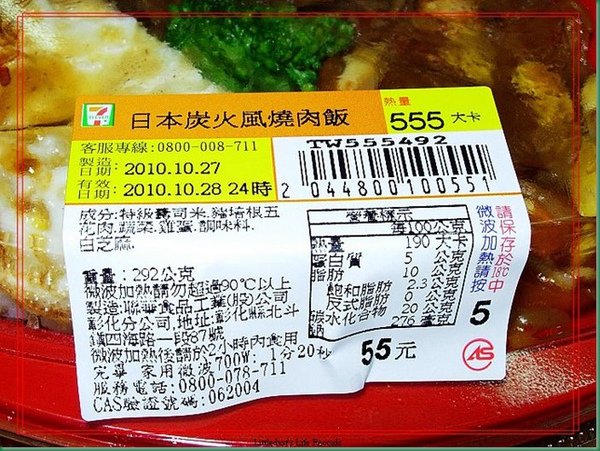 7
ELEVEN
日本炭火風燒肉飯
熱量
555 大卡
客服專線:0800-008-711
製造
日期: 2010.10.27
有效
日期: 2010.10.28 24時
TW555492
2 044800 100551
成分:特級壽司米.豬培根五
花肉.蔬菜.雞蛋.調味料.
白芝麻.
重量:292公克
微波加熱請勿超過90℃以上
製造:聯華食品工業(股)公司
彰化分公司.地址:彰化縣北斗
鎮四海路一段87號
微波加熱後請於2小時內食用
完畢 家用微波700W:1分20秒
服務電話:0800-078-711
CAS驗證號碼:062004
營養標示
每100公克
熱量 190 大卡
蛋白質 5 公克
脂肪 10 公克
飽和脂肪 2.3 公克
反式脂肪 0 公克
碳水化合物 20 公克
鈉 276 毫克
請保存於18℃中
微波加熱請按
5
55元
CAS